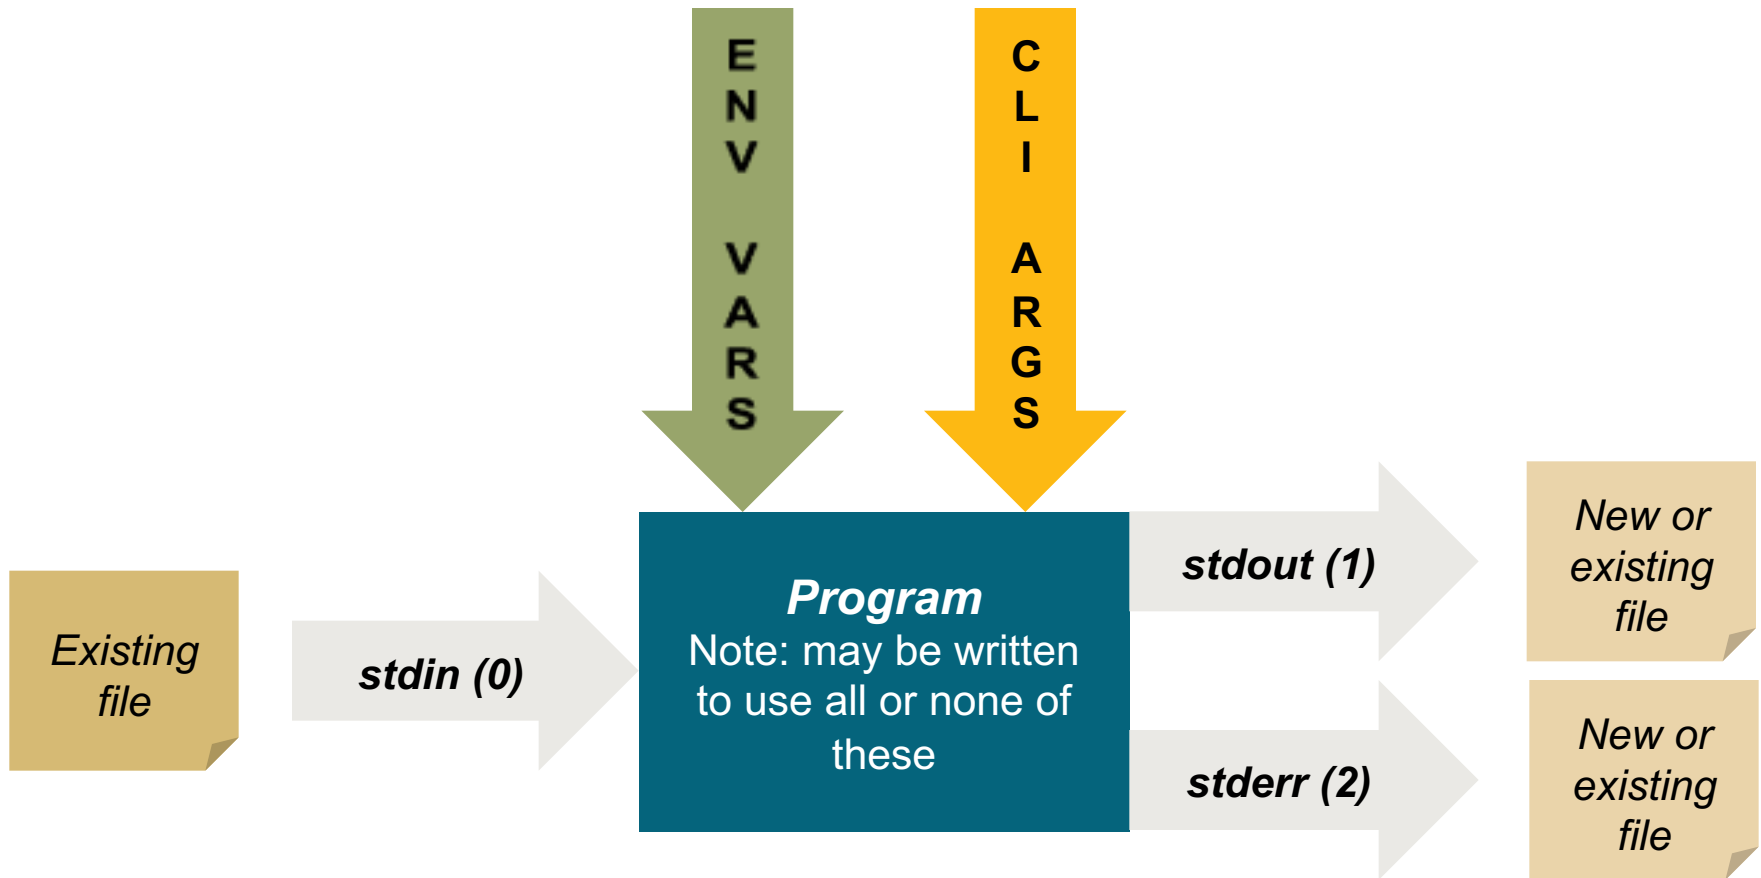 ENV VARS
CLI ARGS
Existing
file
stdin (0)
Program
Note: may be written
to use all or none of
these
stdout (1)
stderr (2)
New or
existing
file
New or
existing
file